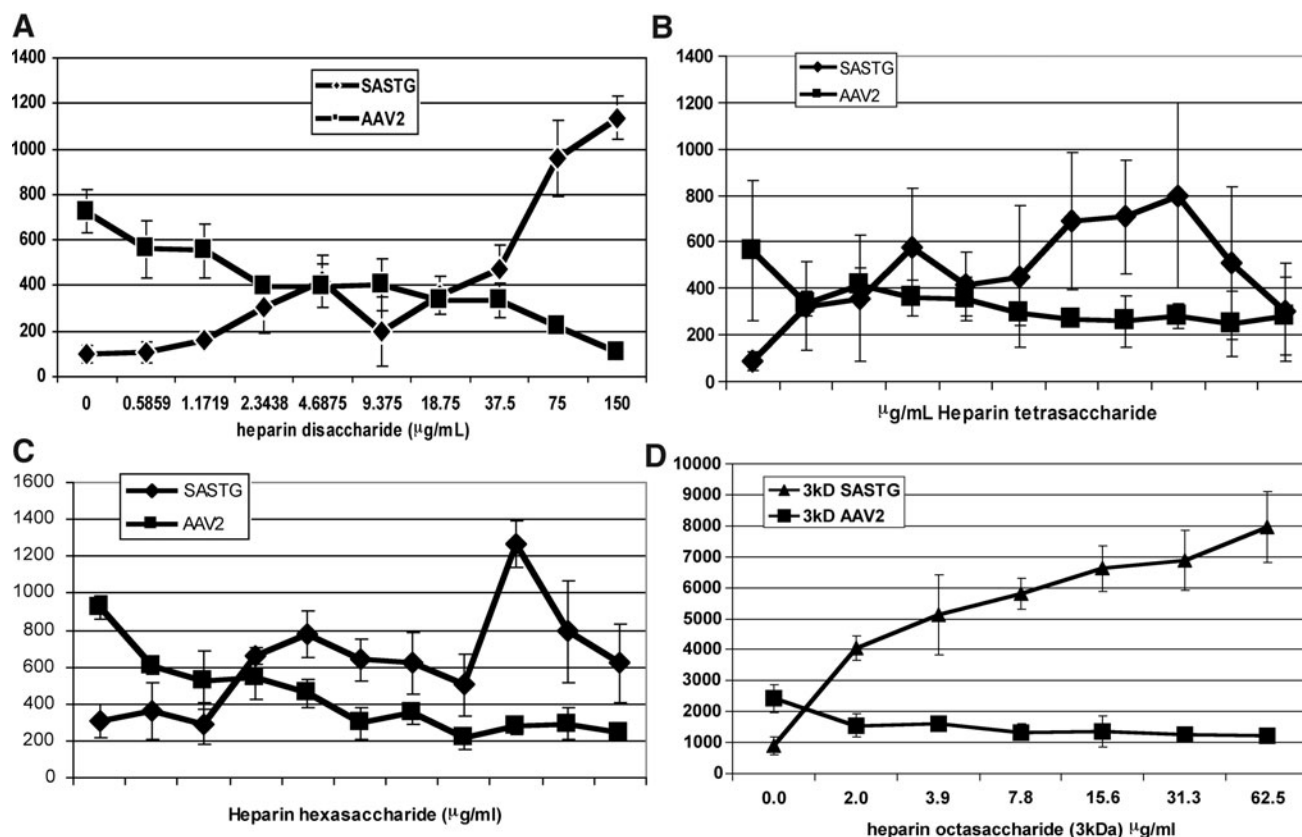 A
1400
1200
1000
800
600
400
200
0
SASTG
AAV2
0 0.5859 1.1719 2.3438 4.6875 9.375 18.75 37.5 75 150
heparin disaccharide (µg/mL)
B
1400
1200
1000
800
600
400
200
0
SASTG
AAV2
µg/mL Heparin tetrasaccharide
C
1600
1400
1200
1000
800
600
400
200
0
SASTG
AAV2
Heparin hexasaccharide (µg/ml)
D
10000
9000
8000
7000
6000
5000
4000
3000
2000
1000
0
3kD SASTG
3kD AAV2
0.0 2.0 3.9 7.8 15.6 31.3 62.5
heparin octasaccharide (3kDa) µg/ml